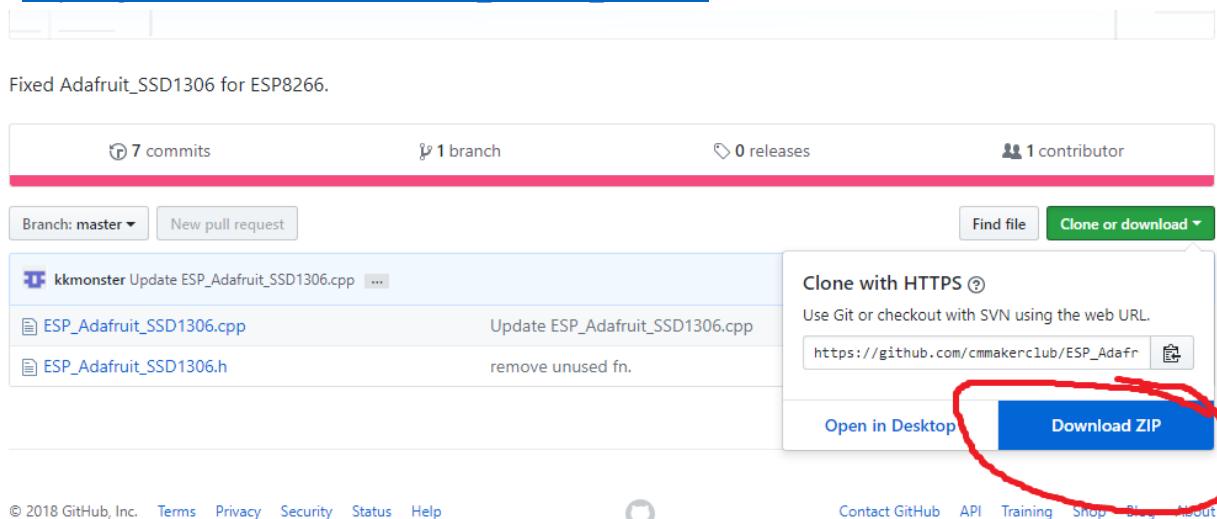 Fixed Adafruit_SSD1306 for ESP8266.
7 commits 1 branch 0 releases 1 contributor
Branch: master New pull request Find file Clone or download
kkmonster Update ESP_Adafruit_SSD1306.cpp ...
ESP_Adafruit_SSD1306.cpp Update ESP_Adafruit_SSD1306.cpp
ESP_Adafruit_SSD1306.h remove unused fn.
Clone with HTTPS ?
Use Git or checkout with SVN using the web URL.
https://github.com/cmmakerclub/ESP_Adafr
Open in Desktop Download ZIP
© 2018 GitHub, Inc. Terms Privacy Security Status Help Contact GitHub API Training Shop Blog About